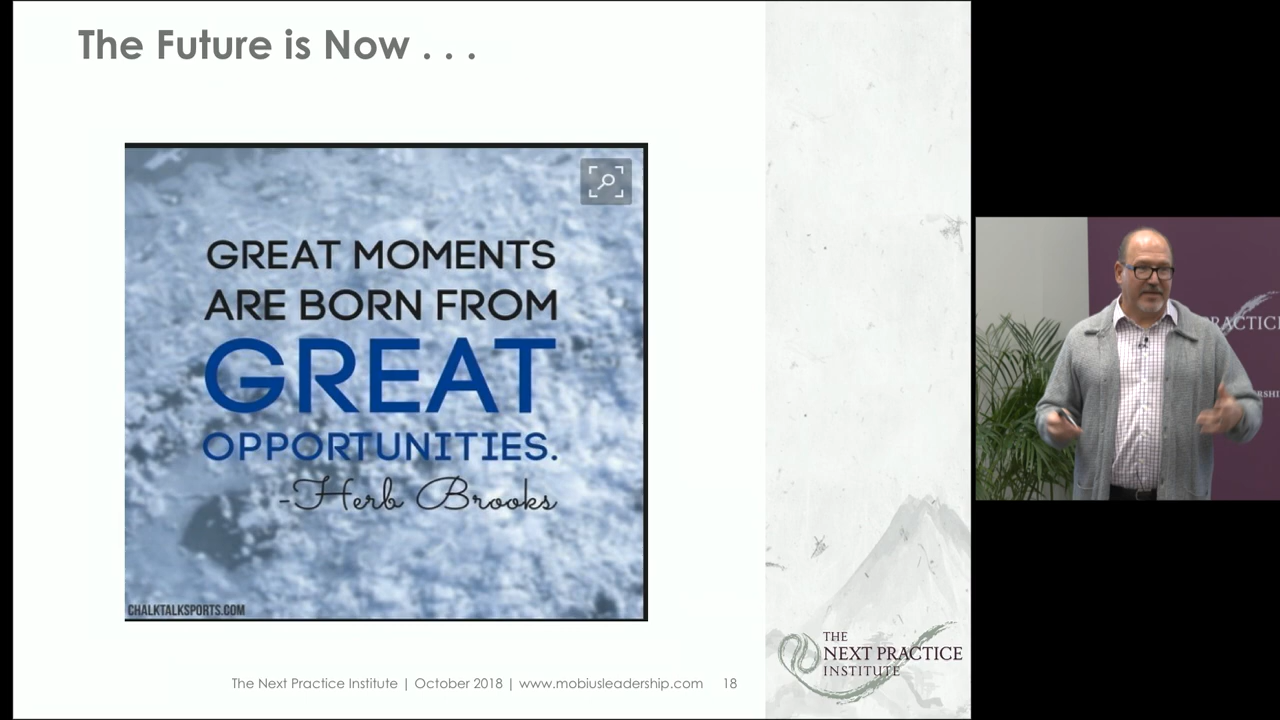 The Future is Now . . .
GREAT MOMENTS
ARE BORN FROM
GREAT
OPPORTUNITIES.
-Herb Brooks
CHALKTALKSPORTS.COM
The Next Practice Institute | October 2018 | www.mobiusleadership.com 18
THE
NEXT PRACTICE
INSTITUTE